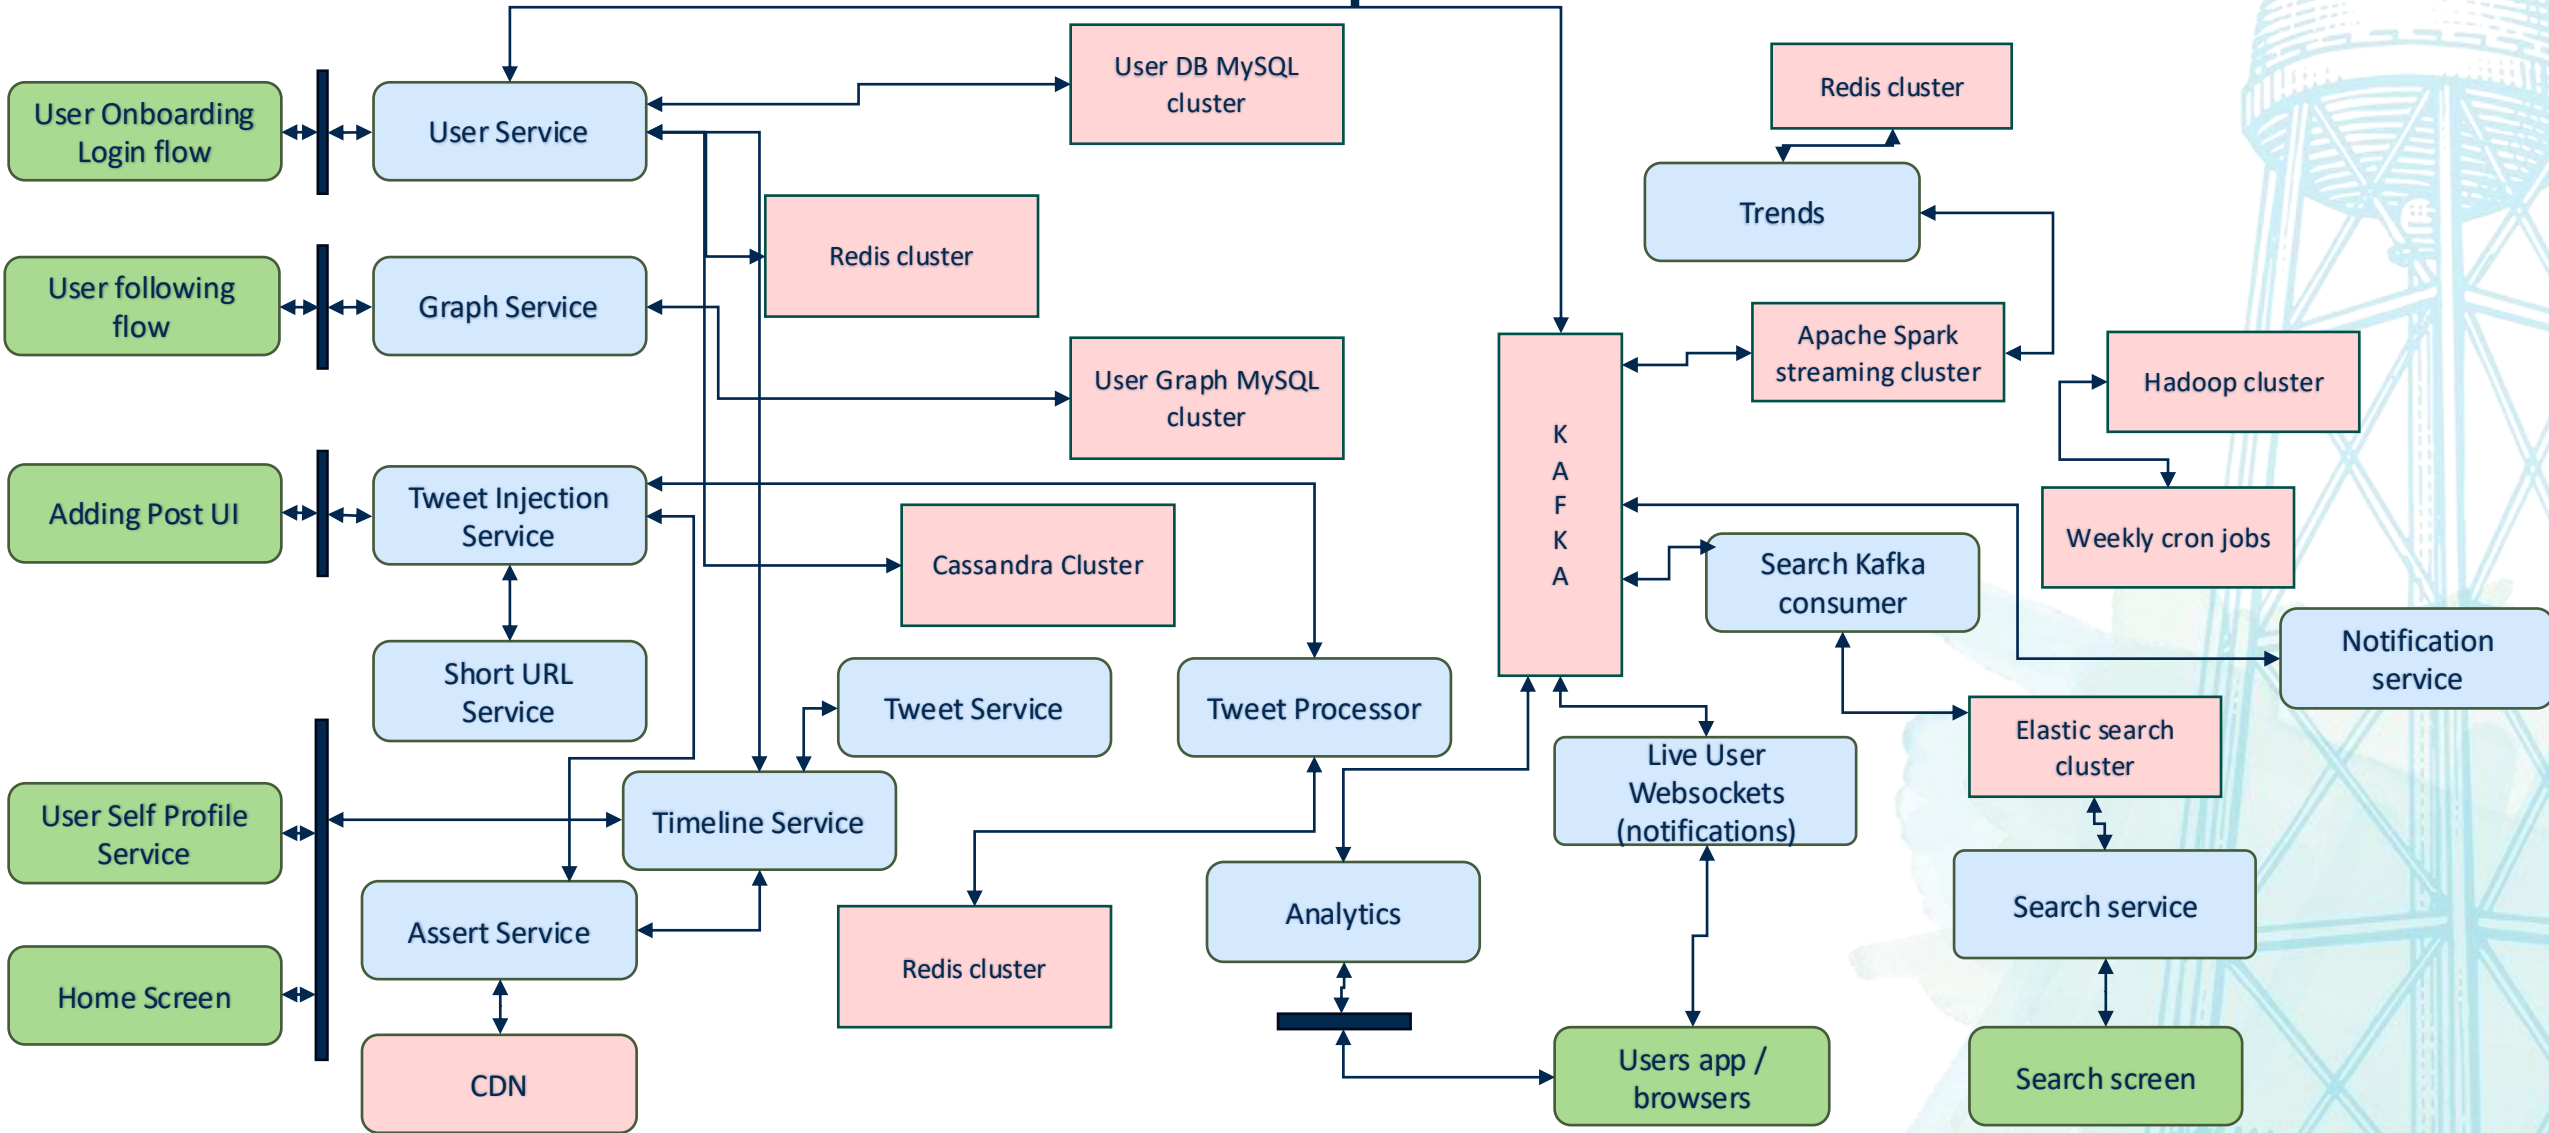 User DB MySQL
cluster
Redis cluster
User Onboarding
Login flow
User Service
Trends
Redis cluster
User following
flow
Graph Service
User Graph MySQL
cluster
Apache Spark
streaming cluster
Hadoop cluster
K
A
F
K
A
Adding Post UI
Tweet Injection
Service
Cassandra Cluster
Search Kafka
consumer
Weekly cron jobs
Short URL
Service
Tweet Service
Tweet Processor
Notification
service
Live User
Websockets
(notifications)
Elastic search
cluster
User Self Profile
Service
Timeline Service
Assert Service
Analytics
Search service
Home Screen
Redis cluster
CDN
Users app /
browsers
Search screen